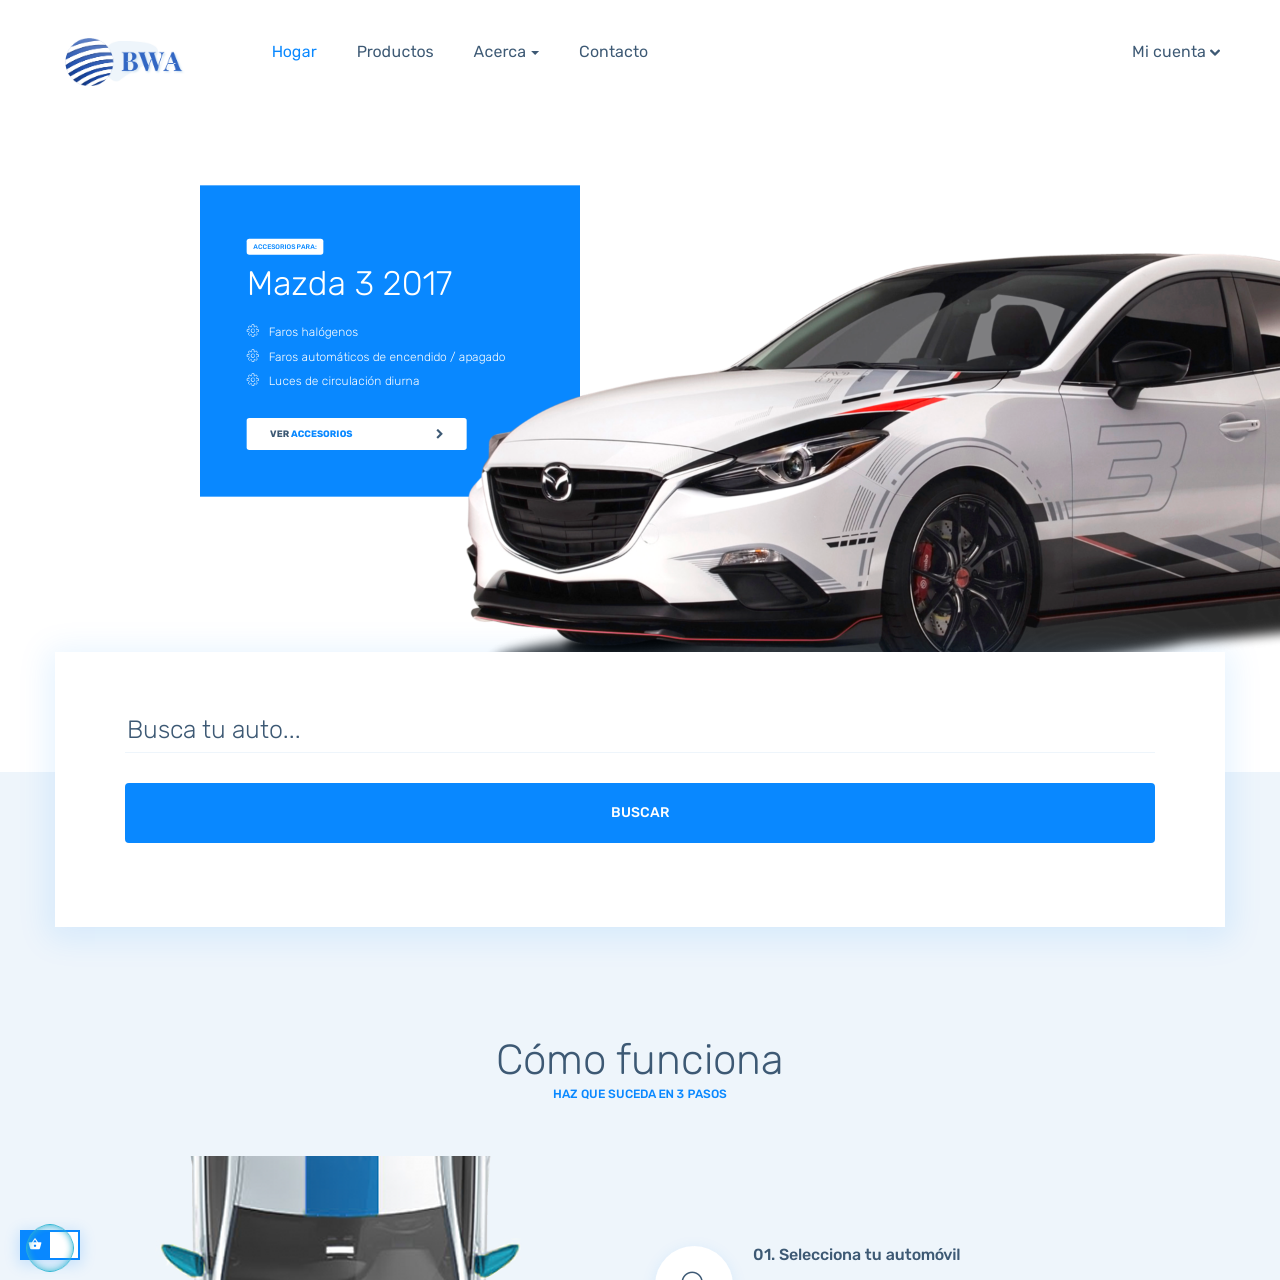 BWA
Hogar
Productos
Acerca
Contacto
Mi cuenta
ACCESORIOS PARA:
Mazda 3 2017
Faros halógenos
Faros automáticos de encendido / apagado
Luces de circulación diurna
VER ACCESORIOS
3
Busca tu auto...
BUSCAR
Cómo funciona
HAZ QUE SUCEDA EN 3 PASOS
01. Selecciona tu automóvil